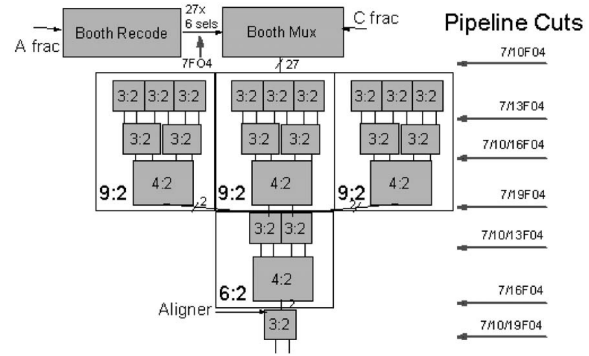 27x
6 sels
C frac
Pipeline Cuts
Booth Recode
Booth Mux
A frac
7FO4
27
7/10FO4
3:2 3:2 3:2
3:2 3:2 3:2
3:2 3:2 3:2
7/13FO4
3:2 3:2
3:2 3:2
3:2 3:2
7/10/16FO4
4:2
4:2
4:2
9:2
9:2
9:2
7/19FO4
2
2
3:2 3:2
7/10/13FO4
4:2
6:2
2
7/16FO4
Aligner
3:2
7/10/19FO4